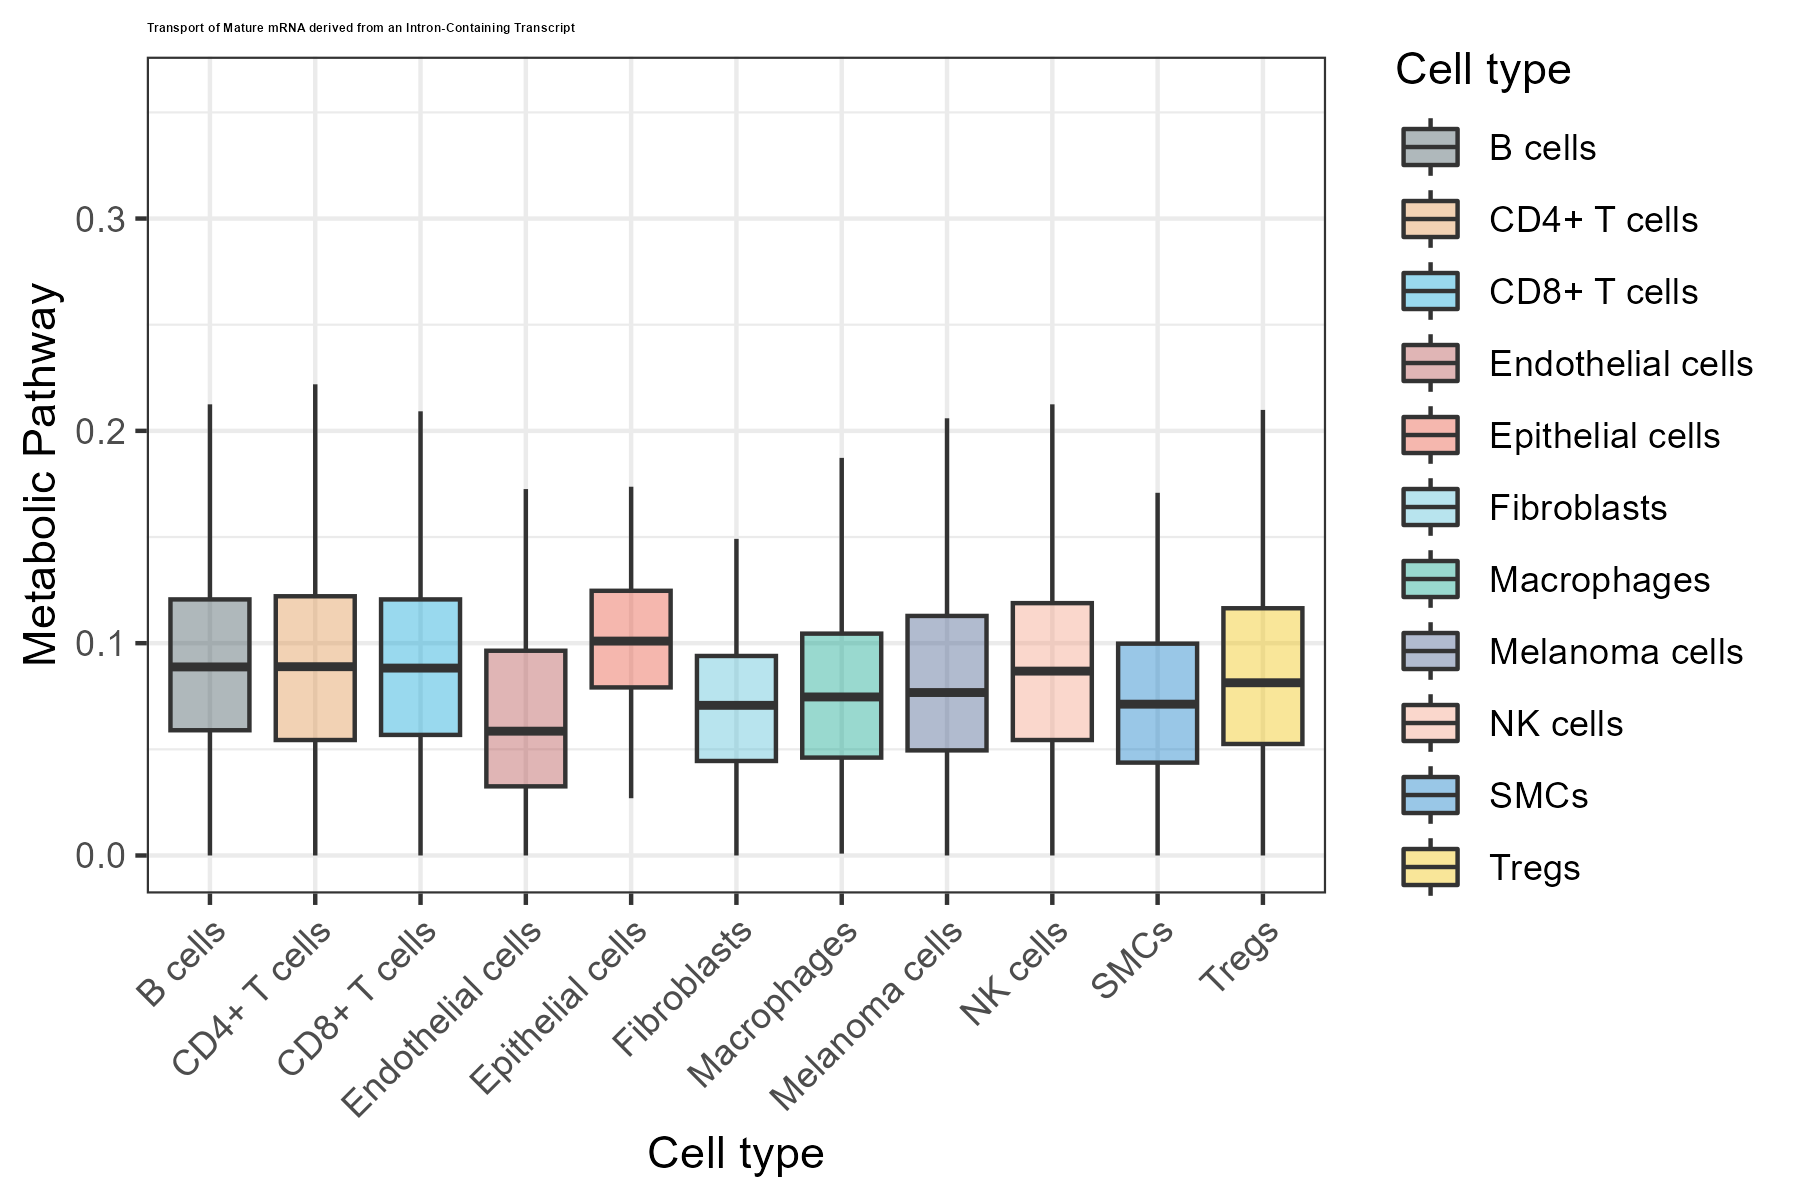 Transport of Mature mRNA derived from an Intron-Containing Transcript
Metabolic Pathway
0.3
0.2
0.1
0.0
B cells
CD4+ T cells
CD8+ T cells
Endothelial cells
Epithelial cells
Fibroblasts
Macrophages
Melanoma cells
NK cells
SMCs
Tregs
Cell type
Cell type
B cells
CD4+ T cells
CD8+ T cells
Endothelial cells
Epithelial cells
Fibroblasts
Macrophages
Melanoma cells
NK cells
SMCs
Tregs